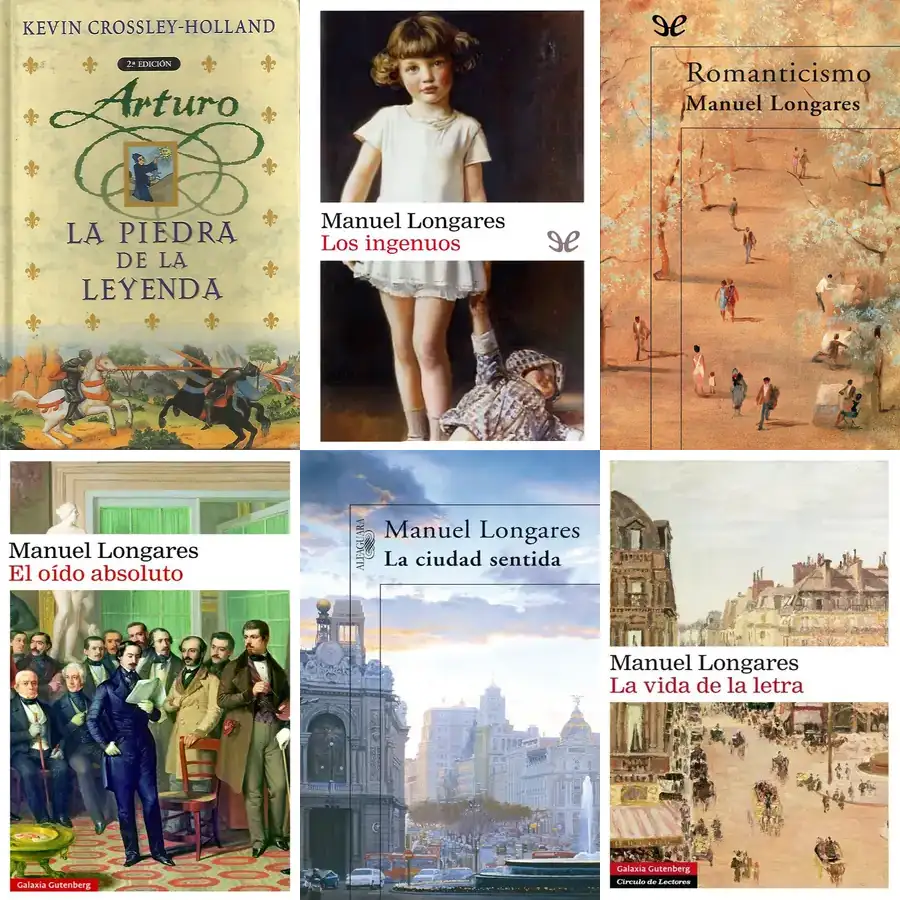 KEVIN CROSSLEY-HOLLAND
2.ª EDICIÓN
Arturo
LA PIEDRA
DE LA
LEYENDA
Manuel Longares
Los ingenuos
Romanticismo
Manuel Longares
Manuel Longares
El oído absoluto
Galaxia Gutenberg
ALFAGUARA
Manuel Longares
La ciudad sentida
Manuel Longares
La vida de la letra
Galaxia Gutenberg
Círculo de Lectores